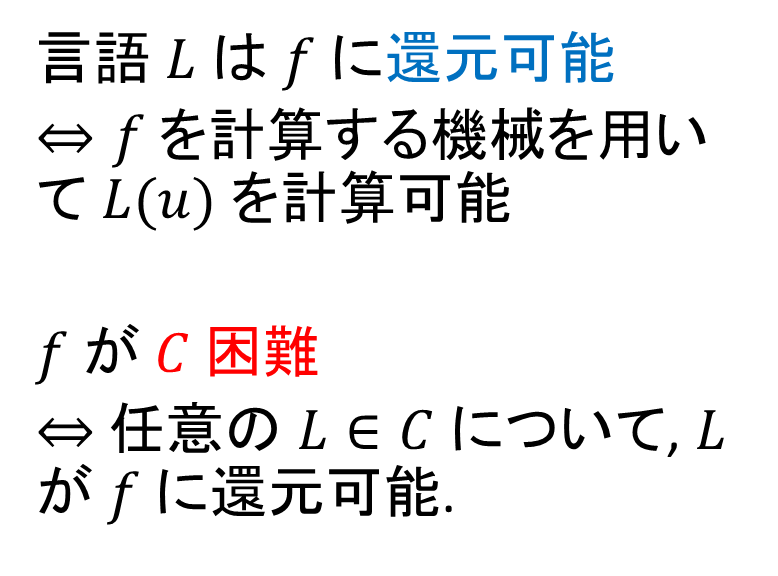 言語 L は f に還元可能
⇔ f を計算する機械を用い
て L(u) を計算可能
f が C 困難
⇔ 任意の L ∈ C について, L
が f に還元可能.